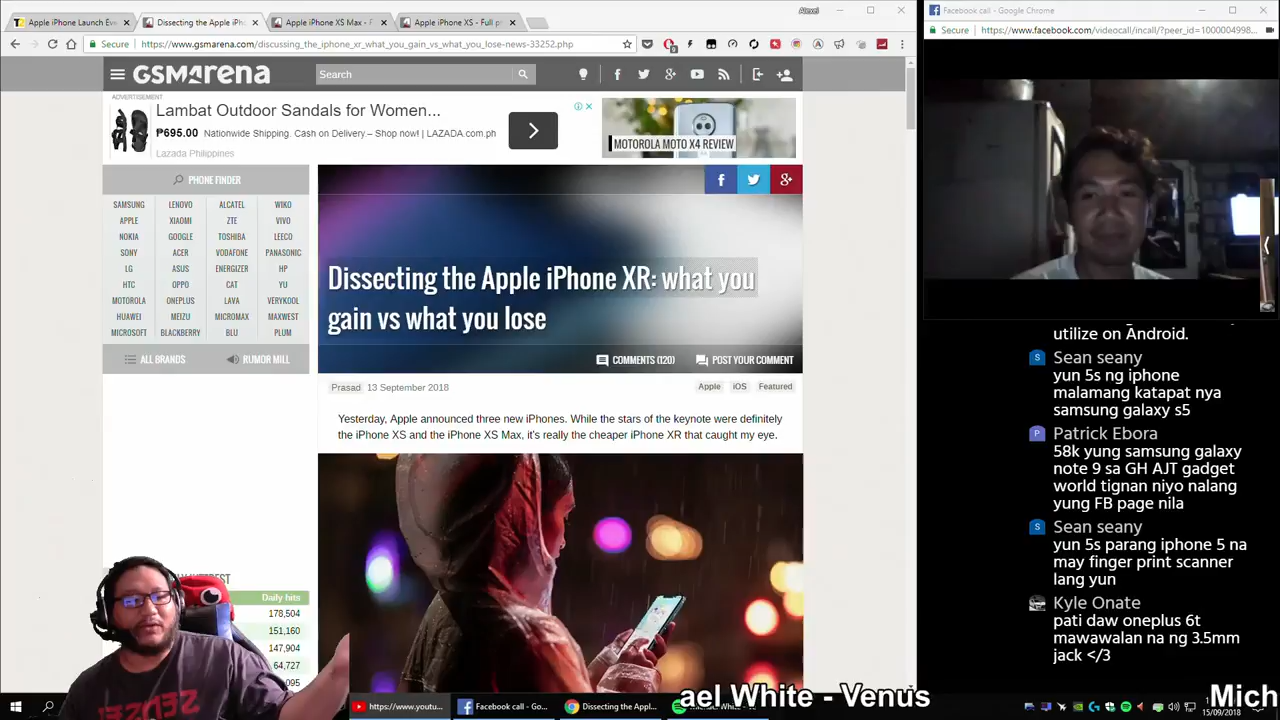 Apple iPhone Launch Eve
Dissecting the Apple iPh
Apple iPhone XS Max - F
Apple iPhone XS - Full ph
Alexei
Facebook call - Google Chrome
Secure
https://www.gsmarena.com/discussing_the_iphone_xr_what_you_gain_vs_what_you_lose-news-33252.php
Secure
https://www.facebook.com/videocall/incall/?peer_id=1000004998...
GSMArena
Search
ADVERTISEMENT
Lambat Outdoor Sandals for Women...
₱695.00 Nationwide Shipping. Cash on Delivery.– Shop now! | LAZADA.com.ph
Lazada Philippines
MOTOROLA MOTO X4 REVIEW
PHONE FINDER
SAMSUNG LENOVO ALCATEL WIKO
APPLE XIAOMI ZTE VIVO
NOKIA GOOGLE TOSHIBA LEECO
SONY ACER VODAFONE PANASONIC
LG ASUS ENERGIZER HP
HTC OPPO CAT YU
MOTOROLA ONEPLUS LAVA VERYKOOL
HUAWEI MEIZU MICROMAX MAXWEST
MICROSOFT BLACKBERRY BLU PLUM
ALL BRANDS RUMOR MILL
Dissecting the Apple iPhone XR: what you
gain vs what you lose
COMMENTS (120) POST YOUR COMMENT
Prasad 13 September 2018
Apple iOS Featured
Yesterday, Apple announced three new iPhones. While the stars of the keynote were definitely
the iPhone XS and the iPhone XS Max, it's really the cheaper iPhone XR that caught my eye.
Daily hits
178,504
151,160
147,904
64,727
utilize on Android.
Sean seany
yun 5s ng iphone
malamang katapat nya
samsung galaxy s5
Patrick Ebora
58k yung samsung galaxy
note 9 sa GH AJT gadget
world tignan niyo nalang
yung FB page nila
Sean seany
yun 5s parang iphone 5 na
may finger print scanner
lang yun
Kyle Onate
pati daw oneplus 6t
mawawalan na ng 3.5mm
jack </3
ael White - Venus
Mich
https://www.youtu...
Facebook call - Go...
Dissecting the Appl...
15/09/2018